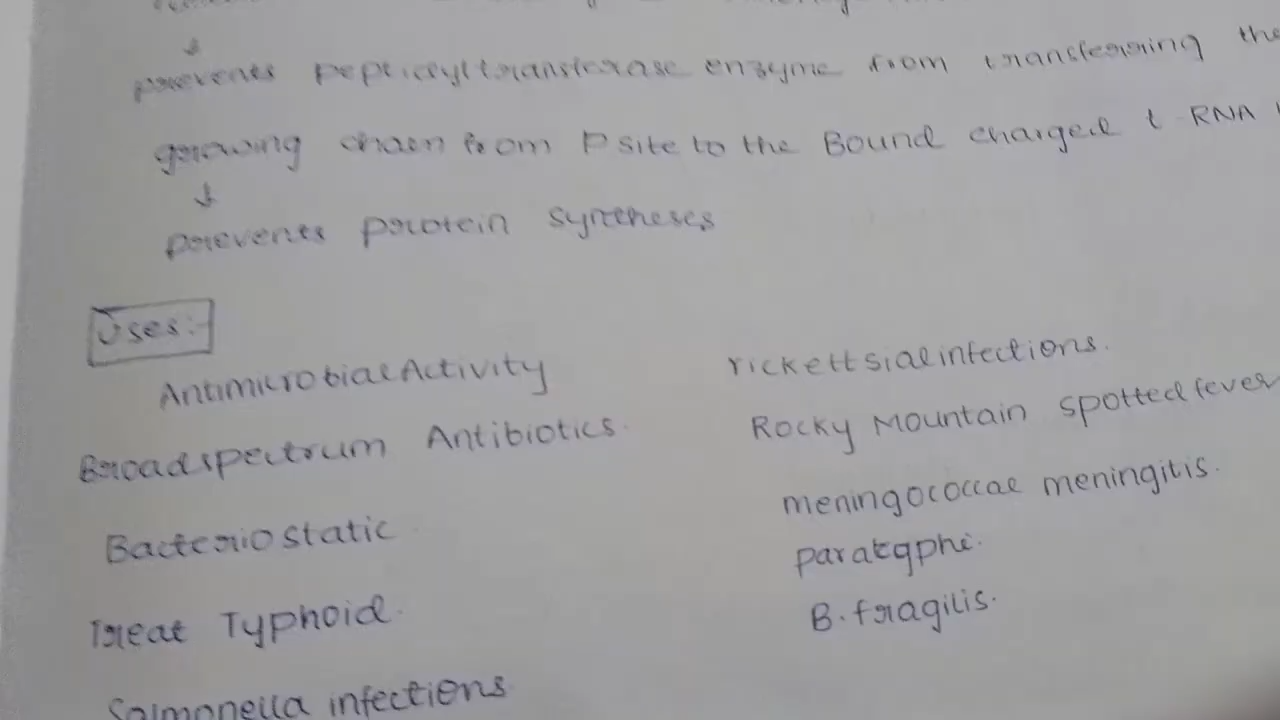 ↓
prevents peptidyltransferase enzyme from transferring the
growing chain from P site to the Bound charged t RNA
↓
prevents protein syntheses
Uses:-
Antimicrobial Activity
Broadspectrum Antibiotics.
Bacteriostatic.
Treat Typhoid.
Salmonella infections.
rickettsial infections.
Rocky Mountain spotted fever
meningococcal meningitis.
paratyphi.
B. fragilis.